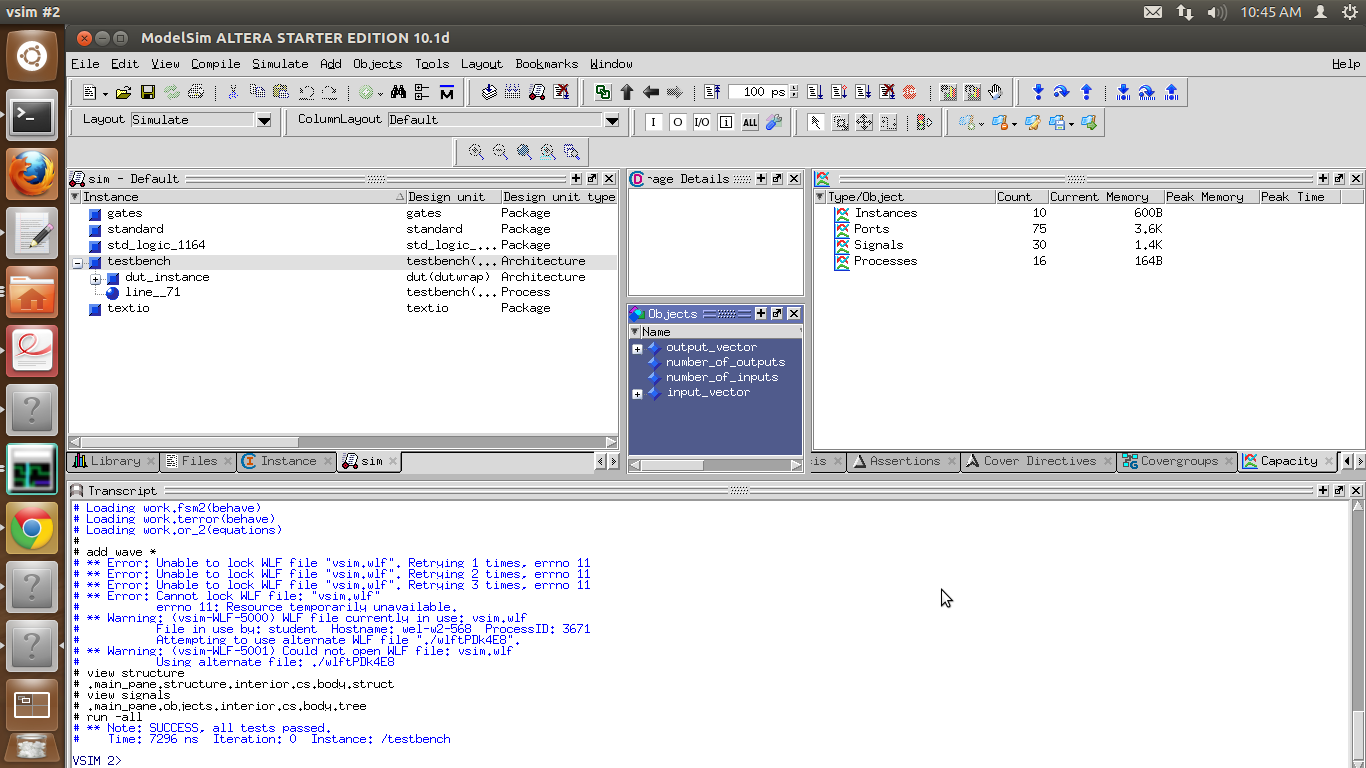 vsim #2
10:45 AM
ModelSim ALTERA STARTER EDITION 10.1d
File Edit View Compile Simulate Add Objects Tools Layout Bookmarks Window Help
100 ps
Layout Simulate ColumnLayout Default
I O I/O ALL
sim - Default
Instance Design unit Design unit type
gates gates Package
standard standard Package
std_logic_1164 std_logic_... Package
testbench testbench(... Architecture
dut_instance dut(dutwrap) Architecture
line__71 testbench(... Process
textio textio Package
Library Files Instance sim
age Details
Objects
Name
output_vector
number_of_outputs
number_of_inputs
input_vector
Type/Object Count Current Memory Peak Memory Peak Time
Instances 10 600B
Ports 75 3.6K
Signals 30 1.4K
Processes 16 164B
is Assertions Cover Directives Covergroups Capacity
Transcript
# Loading work.fsm2(behave)
# Loading work.terror(behave)
# Loading work.or_2(equations)
#
# add wave *
# ** Error: Unable to lock WLF file "vsim.wlf". Retrying 1 times, errno 11
# ** Error: Unable to lock WLF file "vsim.wlf". Retrying 2 times, errno 11
# ** Error: Unable to lock WLF file "vsim.wlf". Retrying 3 times, errno 11
# ** Error: Cannot lock WLF file: "vsim.wlf"
# errno 11: Resource temporarily unavailable.
# ** Warning: (vsim-WLF-5000) WLF file currently in use: vsim.wlf
# File in use by: student Hostname: wel-w2-568 ProcessID: 3671
# Attempting to use alternate WLF file "./wlftPDk4E8".
# ** Warning: (vsim-WLF-5001) Could not open WLF file: vsim.wlf
# Using alternate file: ./wlftPDk4E8
# view structure
# .main_pane.structure.interior.cs.body.struct
# view signals
# .main_pane.objects.interior.cs.body.tree
# run -all
# ** Note: SUCCESS, all tests passed.
# Time: 7296 ns Iteration: 0 Instance: /testbench
VSIM 2>